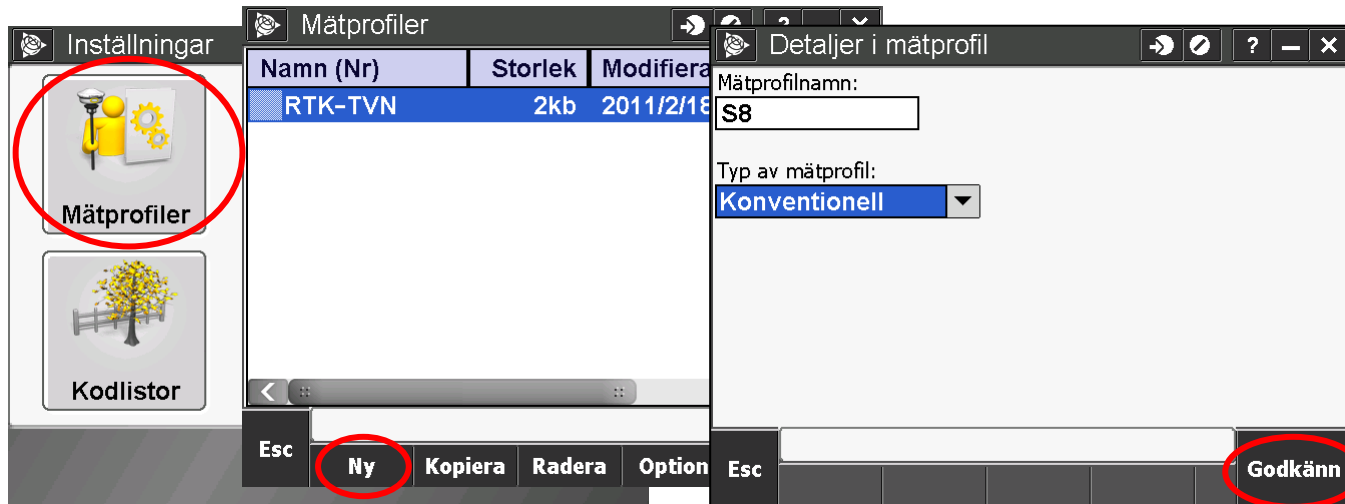 Inställningar
Mätprofiler
Kodlistor
Mätprofiler
?
Namn (Nr) Storlek Modifiera
RTK-TVN 2kb 2011/2/18
Esc
Ny Kopiera Radera Option
Detaljer i mätprofil
?
Mätprofilnamn:
S8
Typ av mätprofil:
Konventionell
Esc
Godkänn